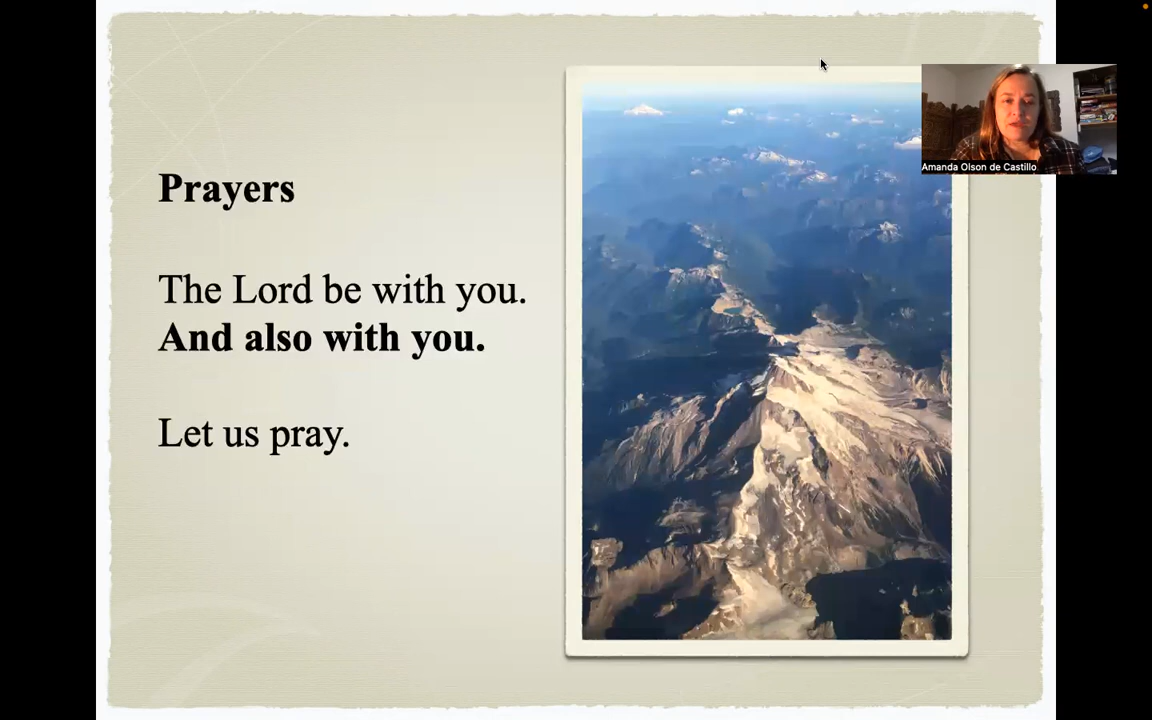 Prayers
The Lord be with you.
And also with you.
Let us pray.
Amanda Olson de Castillo